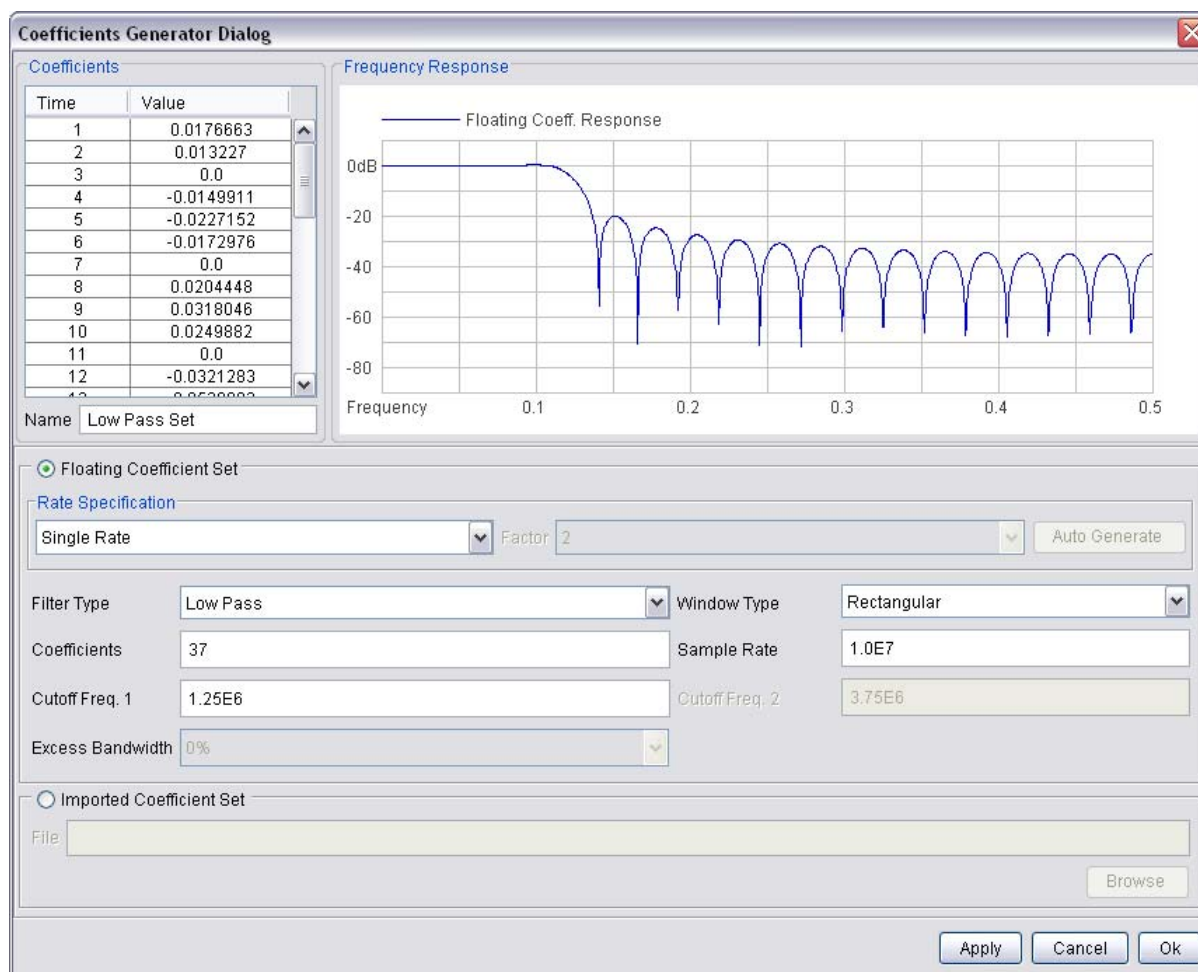 Coefficients Generator Dialog
Coefficients
Time Value
1 0.0176663
2 0.013227
3 0.0
4 -0.0149911
5 -0.0227152
6 -0.0172976
7 0.0
8 0.0204448
9 0.0318046
10 0.0249882
11 0.0
12 -0.0321283
Name Low Pass Set
Frequency Response
Floating Coeff. Response
0dB
-20
-40
-60
-80
Frequency 0.1 0.2 0.3 0.4 0.5
Floating Coefficient Set
Rate Specification
Single Rate Factor 2 Auto Generate
Filter Type Low Pass Window Type Rectangular
Coefficients 37 Sample Rate 1.0E7
Cutoff Freq. 1 1.25E6 Cutoff Freq. 2 3.75E6
Excess Bandwidth 0%
Imported Coefficient Set
File
Browse
Apply Cancel Ok